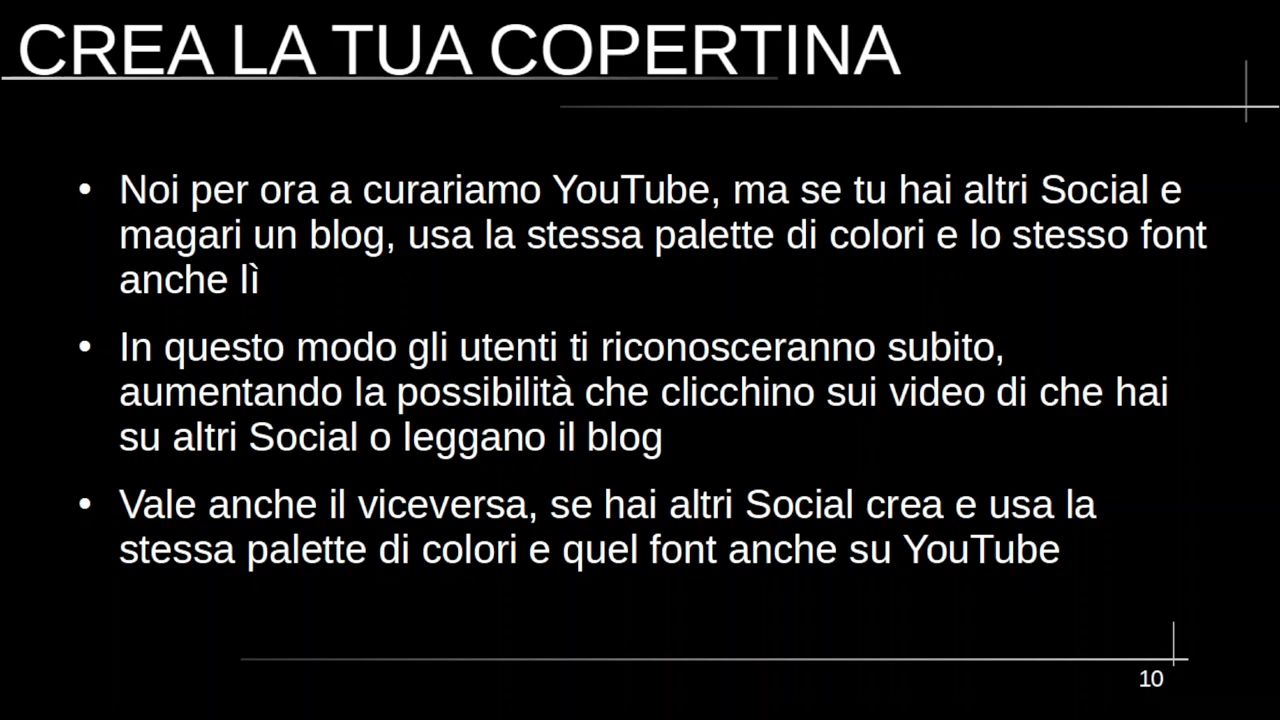 CREA LA TUA COPERTINA
• Noi per ora a curariamo YouTube, ma se tu hai altri Social e
magari un blog, usa la stessa palette di colori e lo stesso font
anche lì
• In questo modo gli utenti ti riconosceranno subito,
aumentando la possibilità che clicchino sui video di che hai
su altri Social o leggano il blog
• Vale anche il viceversa, se hai altri Social crea e usa la
stessa palette di colori e quel font anche su YouTube
10